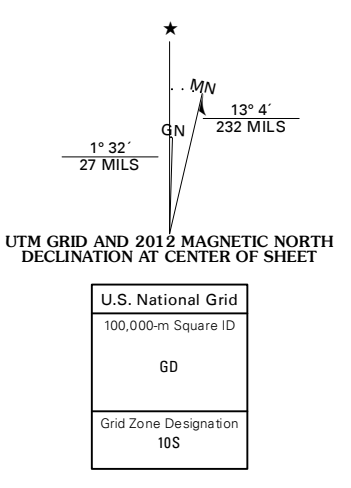 ★
MN
GN
13° 4´
232 MILS
1° 32´
27 MILS
UTM GRID AND 2012 MAGNETIC NORTH
DECLINATION AT CENTER OF SHEET
U.S. National Grid
100,000-m Square ID
GD
Grid Zone Designation
10S